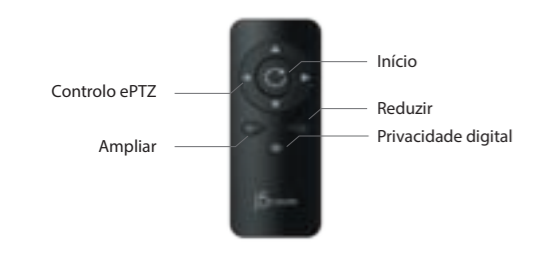 Início
Controlo ePTZ
Reduzir
Privacidade digital
Ampliar